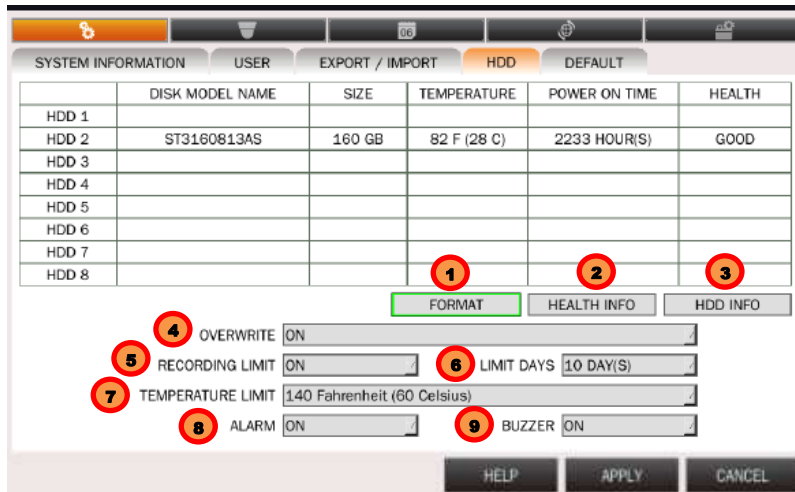 06
SYSTEM INFORMATION USER EXPORT / IMPORT HDD DEFAULT
DISK MODEL NAME SIZE TEMPERATURE POWER ON TIME HEALTH
HDD 1
HDD 2 ST3160813AS 160 GB 82 F (28 C) 2233 HOUR(S) GOOD
HDD 3
HDD 4
HDD 5
HDD 6
HDD 7
HDD 8
1 2 3
FORMAT HEALTH INFO HDD INFO
4 OVERWRITE ON
5 RECORDING LIMIT ON 6 LIMIT DAYS 10 DAY(S)
7 TEMPERATURE LIMIT 140 Fahrenheit (60 Celsius)
8 ALARM ON 9 BUZZER ON
HELP APPLY CANCEL